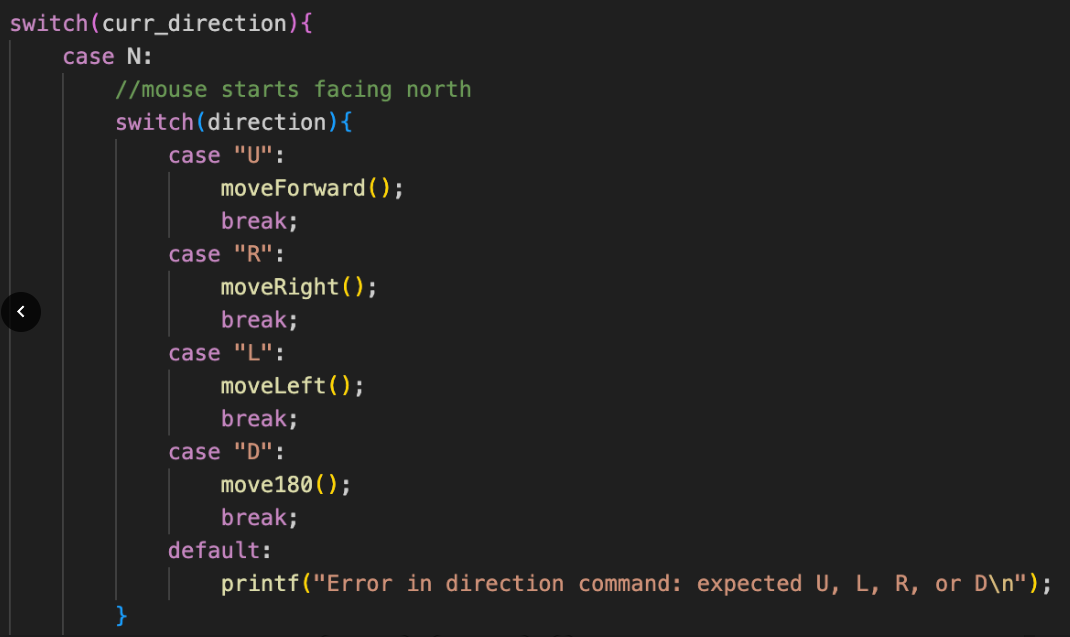 switch(curr_direction){
case N:
//mouse starts facing north
switch(direction){
case "U":
moveForward();
break;
case "R":
moveRight();
break;
case "L":
moveLeft();
break;
case "D":
move180();
break;
default:
printf("Error in direction command: expected U, L, R, or D\n");
}